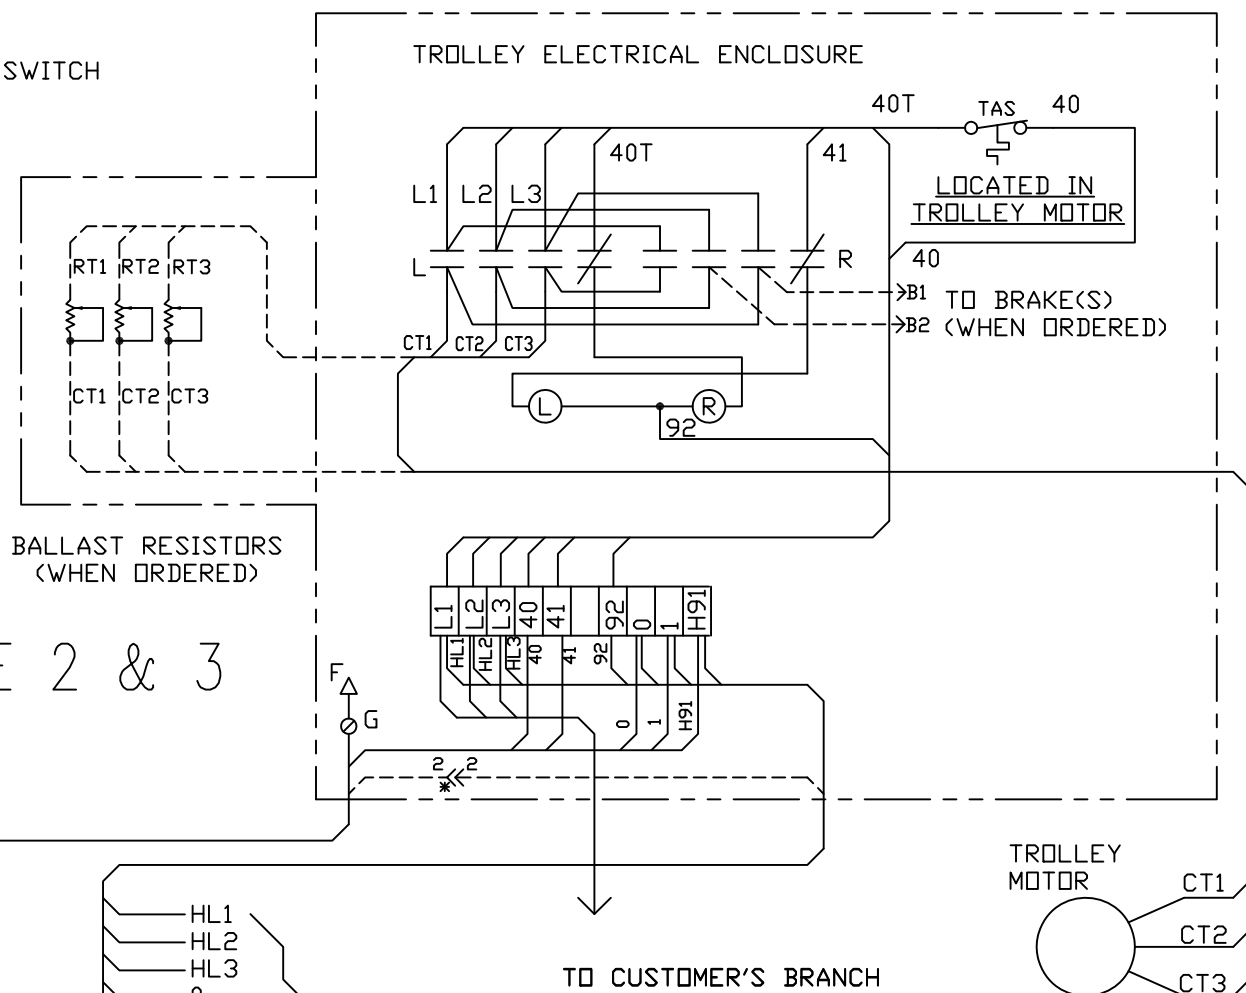 SWITCH
TROLLEY ELECTRICAL ENCLOSURE
40T
TAS
40
40T
41
LOCATED IN
TROLLEY MOTOR
L1
L2
L3
L
R
40
RT1
RT2
RT3
B1
TO BRAKE(S)
B2
(WHEN ORDERED)
CT1
CT2
CT3
CT1
CT2
CT3
L
R
92
BALLAST RESISTORS
(WHEN ORDERED)
L1
L2
L3
40
41
92
0
1
H91
HL1
HL2
HL3
40
41
92
2 & 3
F
G
0
1
H91
2
2
*
TROLLEY
MOTOR
CT1
CT2
CT3
HL1
HL2
HL3
TO CUSTOMER'S BRANCH